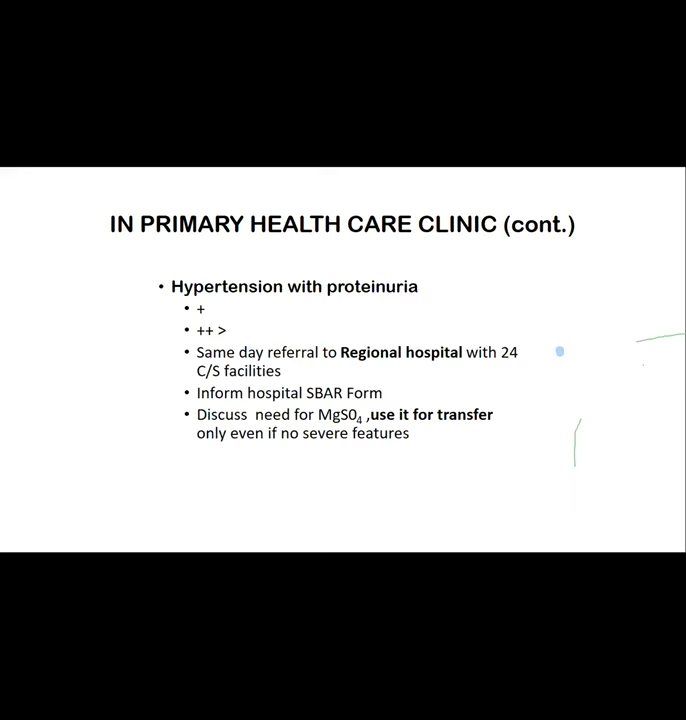 IN PRIMARY HEALTH CARE CLINIC (cont.)
• Hypertension with proteinuria
• +
• ++ >
• Same day referral to Regional hospital with 24
C/S facilities
• Inform hospital SBAR Form
• Discuss need for MgS0₄ ,use it for transfer
only even if no severe features